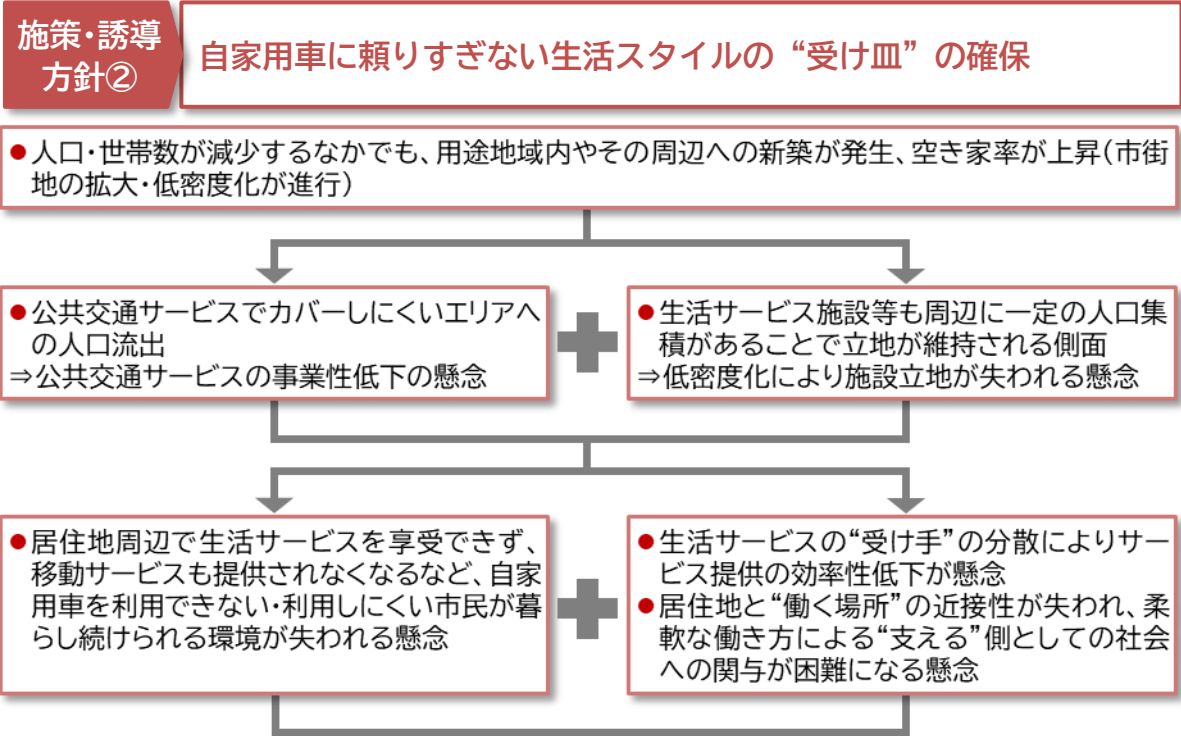 施策・誘導
方針②
自家用車に頼りすぎない生活スタイルの“受け皿”の確保
●人口・世帯数が減少するなかでも、用途地域内やその周辺への新築が発生、空き家率が上昇(市街
地の拡大・低密度化が進行)
●公共交通サービスでカバーしにくいエリアへ
の人口流出
⇒公共交通サービスの事業性低下の懸念
●生活サービス施設等も周辺に一定の人口集
積があることで立地が維持される側面
⇒低密度化により施設立地が失われる懸念
●居住地周辺で生活サービスを享受できず、
移動サービスも提供されなくなるなど、自家
用車を利用できない・利用しにくい市民が暮
らし続けられる環境が失われる懸念
●生活サービスの“受け手”の分散によりサー
ビス提供の効率性低下が懸念
●居住地と“働く場所”の近接性が失われ、柔
軟な働き方による“支える”側としての社会
への関与が困難になる懸念